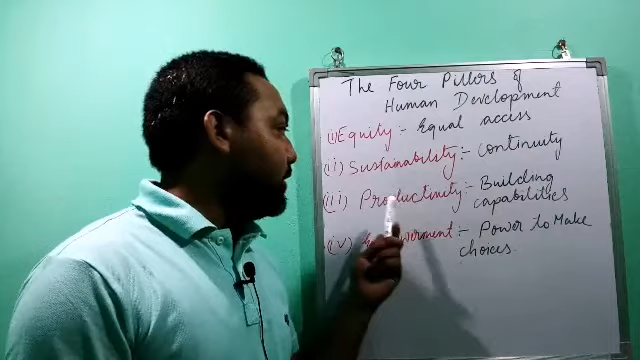 The Four Pillors of
Human Development
(i) Equity :- Equal access
(ii) Sustainability :- continuity
(iii) Productivity :- Building
capabilities
(iv) Empowerment :- Power to Make
choices.